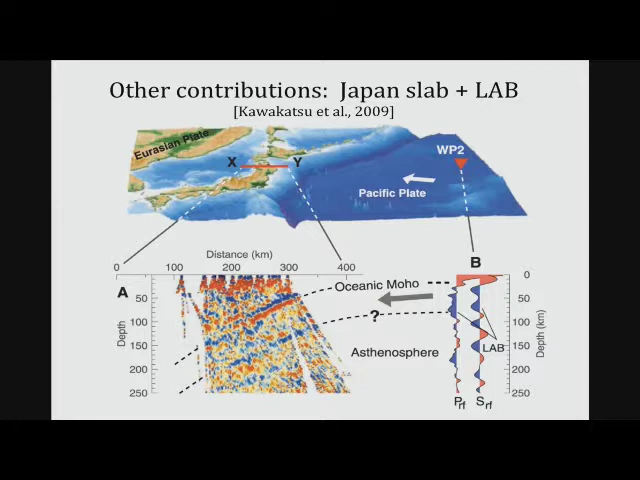 Other contributions: Japan slab + LAB
[Kawakatsu et al., 2009]
Eurasian Plate
X
Y
WP2
Pacific Plate
Distance (km)
0 100 200 300 400
A
Depth
50
100
150
200
250
Oceanic Moho
?
Asthenosphere
B
0
50
100
150
200
250
Depth (km)
LAB
Prf Srf